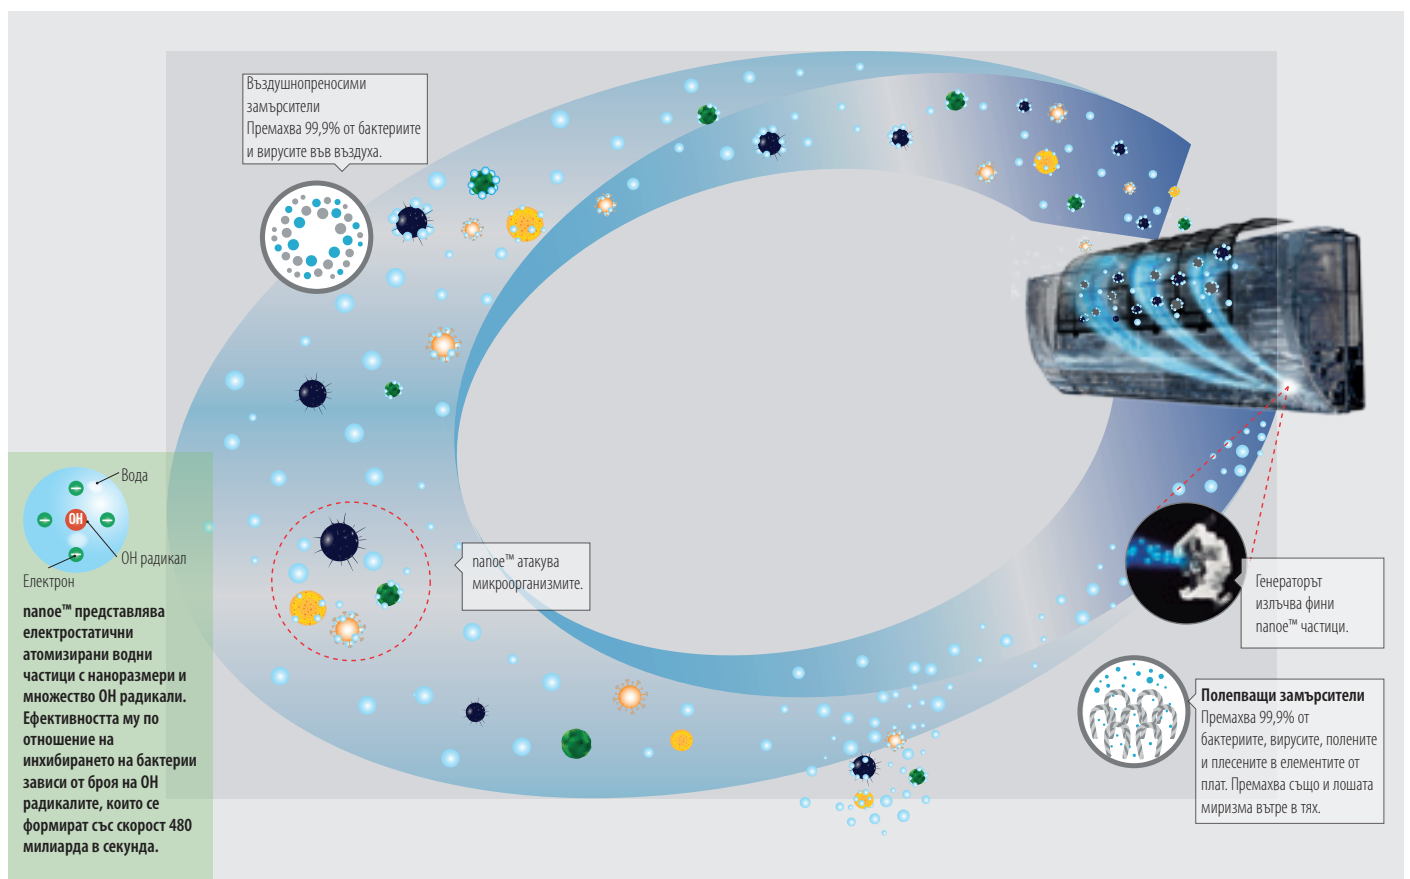 Въздушнопреносими
замърсители
Премахва 99,9% от бактериите
и вирусите във въздуха.
Вода
OH
OH радикал
Електрон
nanoe™ представлява
електростатични
атомизирани водни
частици с наноразмери и
множество OH радикали.
Ефективността му по
отношение на
инхибирането на бактерии
зависи от броя на OH
радикалите, които се
формират със скорост 480
милиарда в секунда.
nanoe™ атакува
микроорганизмите.
Генераторът
излъчва фини
nanoe™ частици.
Полепващи замърсители
Премахва 99,9% от
бактериите, вирусите, полените
и плесените в елементите от
плат. Премахва също и лошата
миризма вътре в тях.